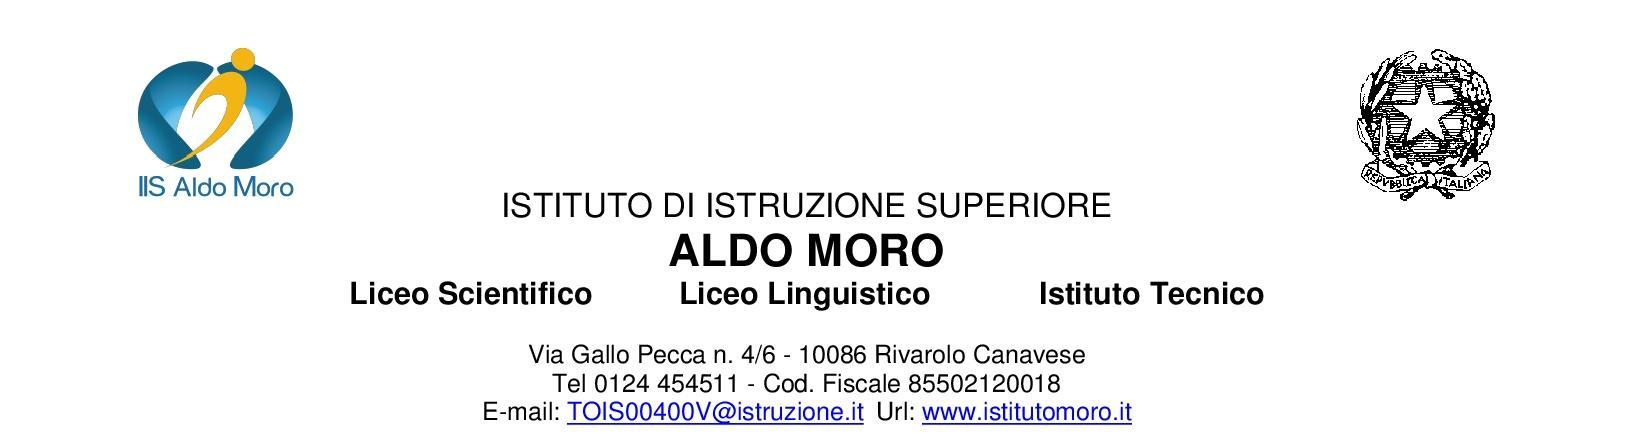 IIS Aldo Moro
REPVBBLICA ITALIANA
ISTITUTO DI ISTRUZIONE SUPERIORE
ALDO MORO
Liceo Scientifico Liceo Linguistico Istituto Tecnico
Via Gallo Pecca n. 4/6 - 10086 Rivarolo Canavese
Tel 0124 454511 - Cod. Fiscale 85502120018
E-mail: TOIS00400V@istruzione.it Url: www.istitutomoro.it